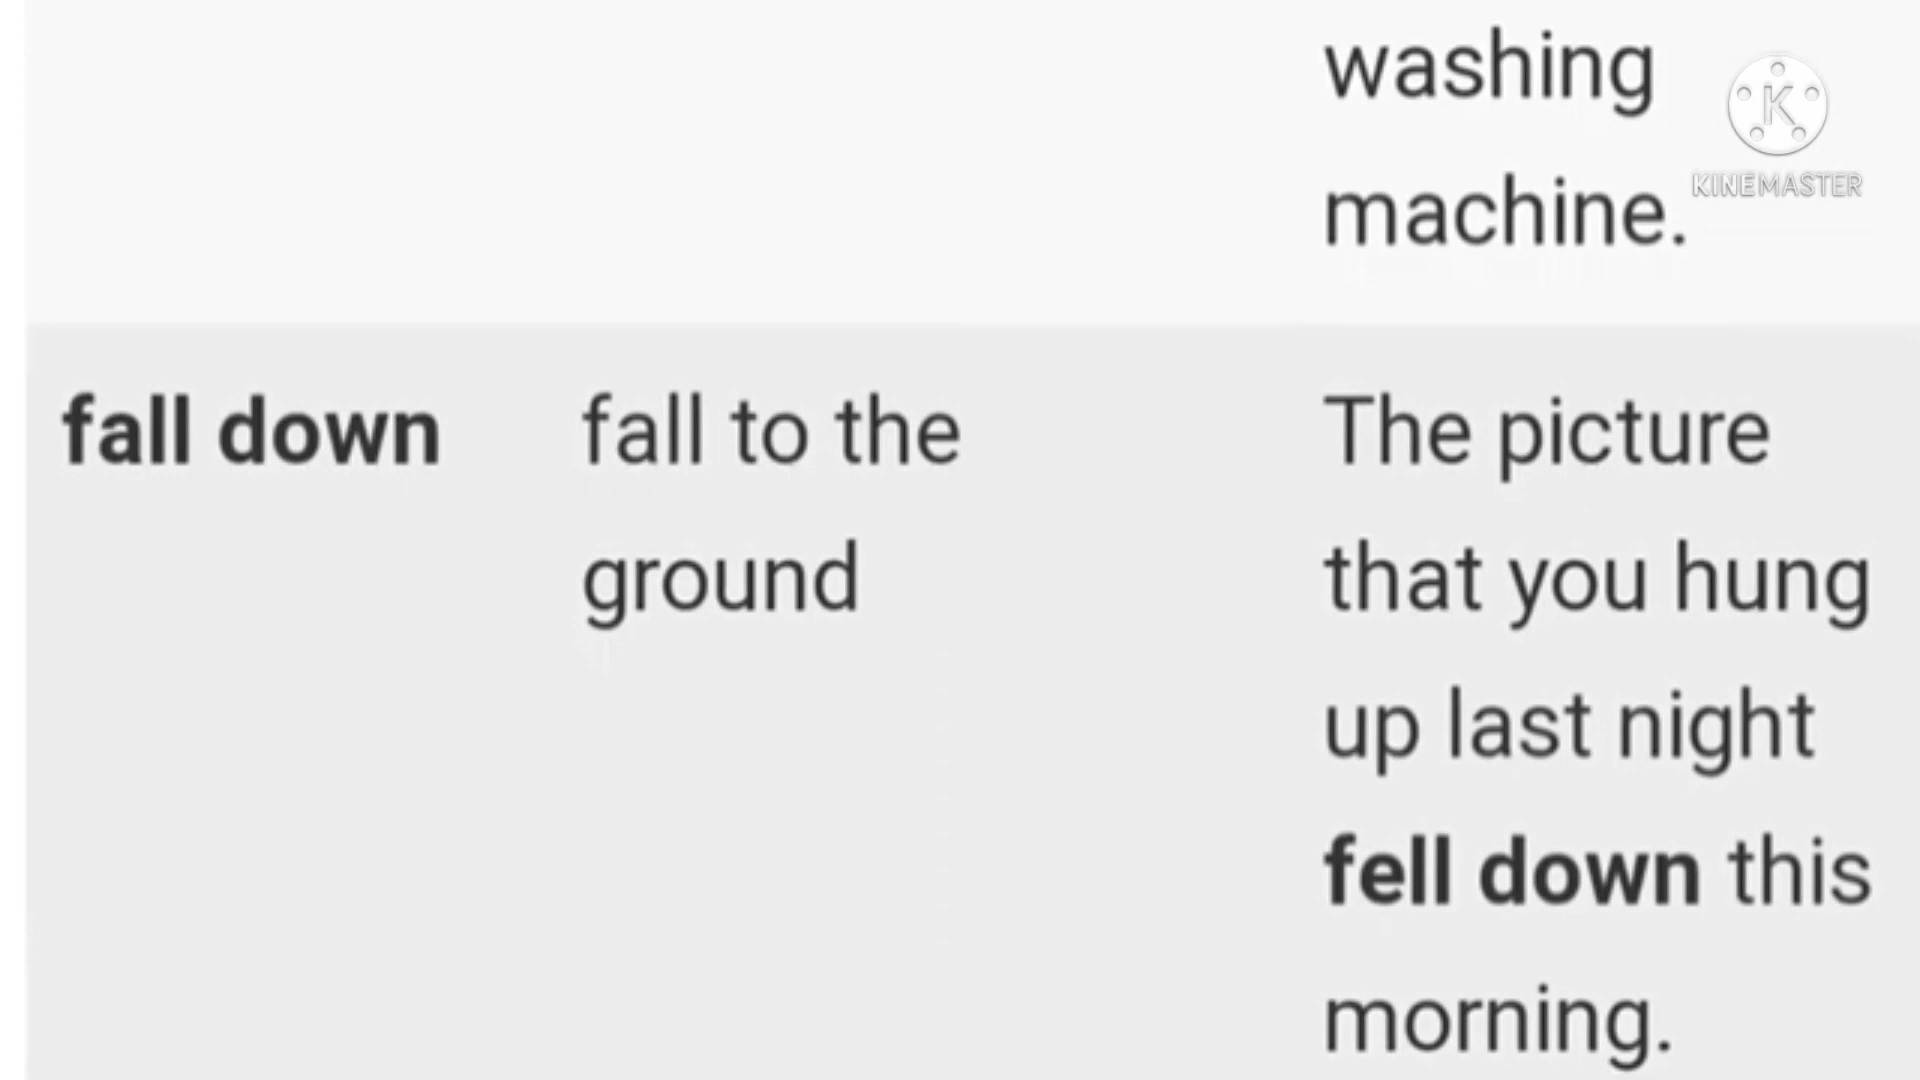 washing
machine.
K
KINEMASTER
fall down
fall to the
ground
The picture
that you hung
up last night
fell down this
morning.